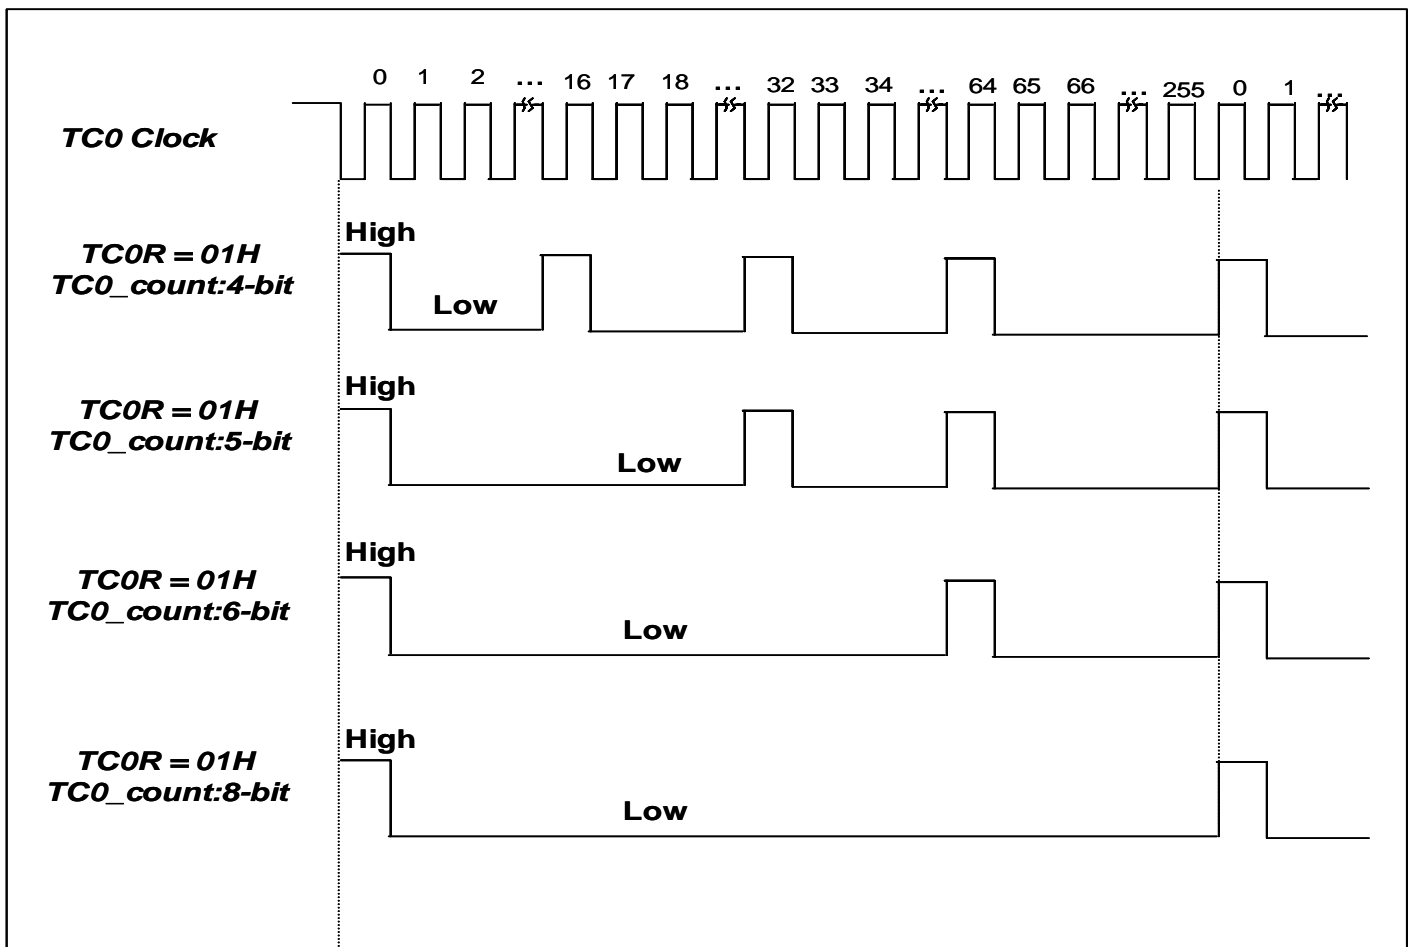 0 1 2 ... 16 17 18 ... 32 33 34 ... 64 65 66 ... 255 0 1 ...
TC0 Clock
High
TC0R = 01H
TC0_count:4-bit
Low
High
TC0R = 01H
TC0_count:5-bit
Low
High
TC0R = 01H
TC0_count:6-bit
Low
High
TC0R = 01H
TC0_count:8-bit
Low